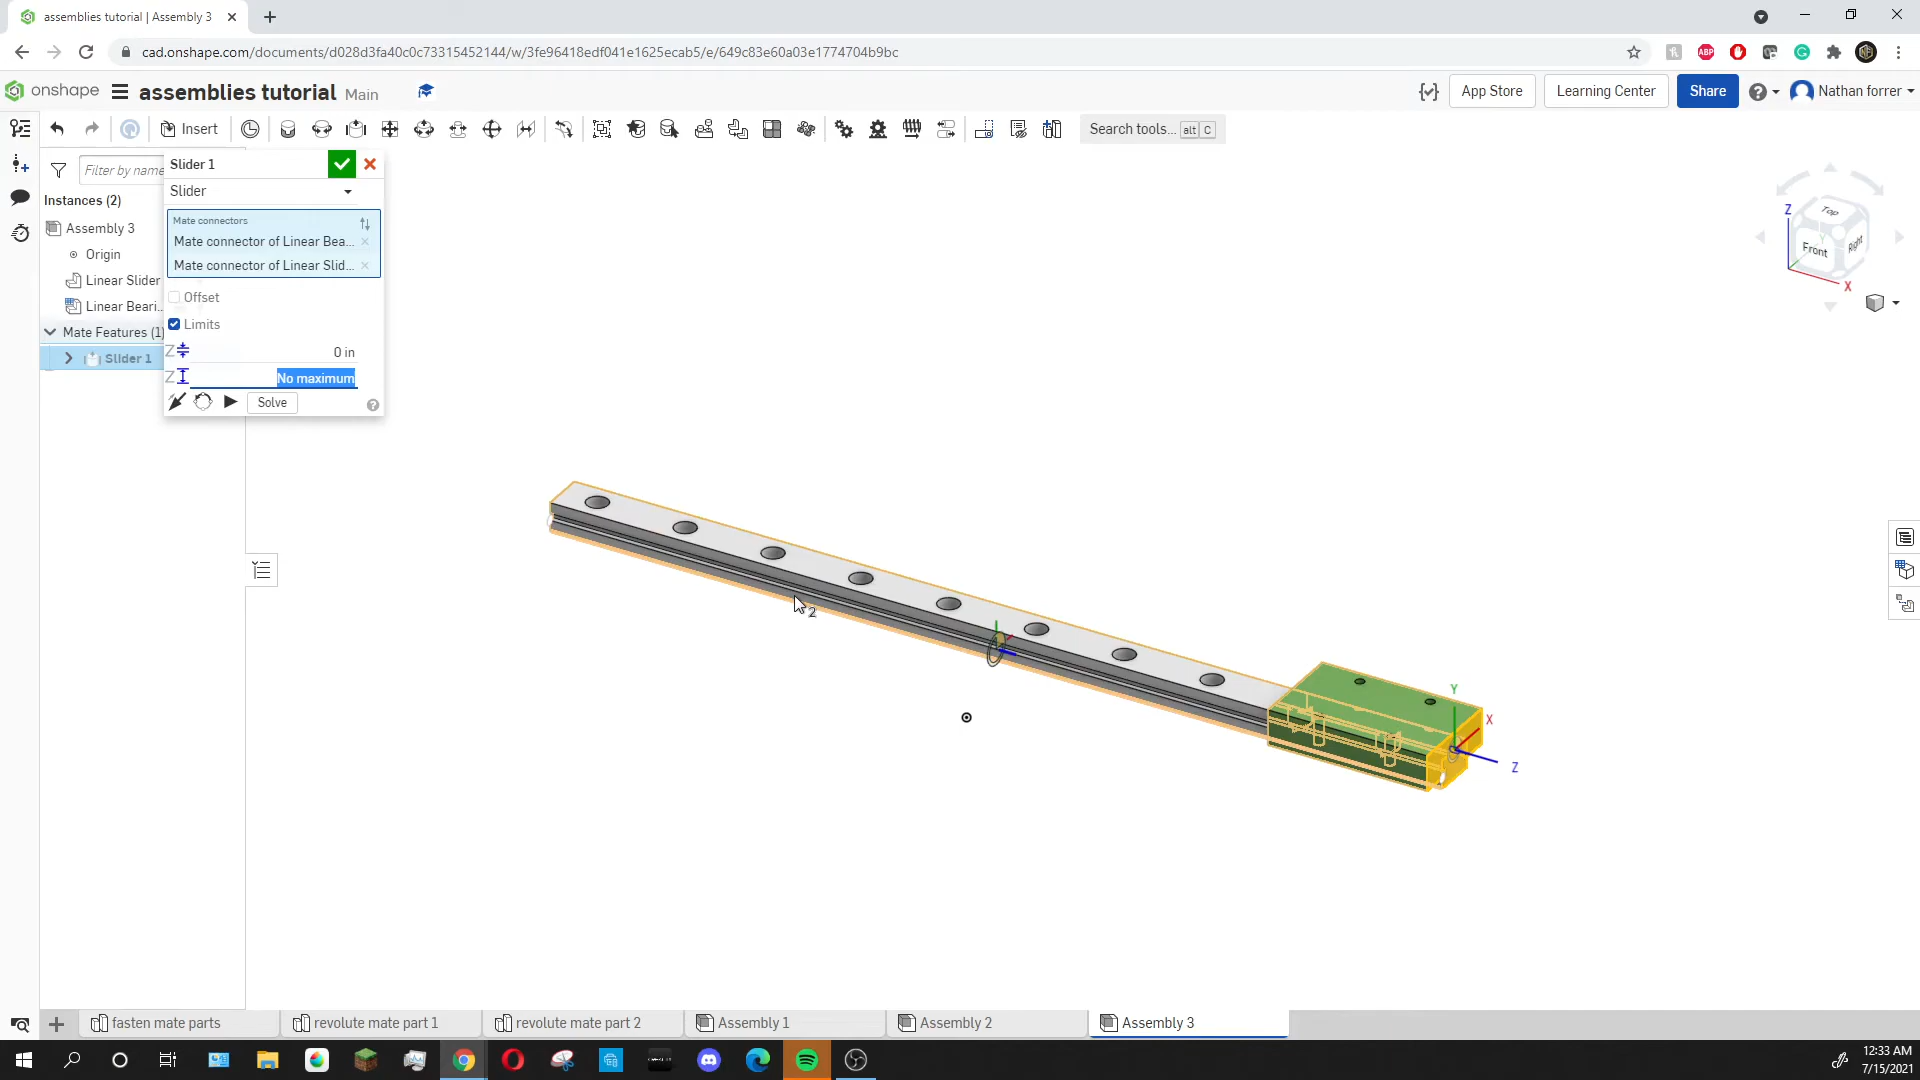 assemblies tutorial | Assembly 3
cad.onshape.com/documents/d028d3fa40c0c73315452144/w/3fe96418edf041e1625ecab5/e/649c83e60a03e1774704b9bc
ABP
onshape
assemblies tutorial Main
App Store
Learning Center
Share
Nathan forrer
Insert
Search tools... alt C
Slider 1
Filter by name
Slider
Instances (2)
Mate connectors
Assembly 3
Mate connector of Linear Bea...
Origin
Mate connector of Linear Slid...
Linear Slider
Offset
Linear Beari...
Limits
Mate Features (1)
0 in
Slider 1
No maximum
Solve
Top
Front
Right
Z
X
2
Y
X
Z
fasten mate parts
revolute mate part 1
revolute mate part 2
Assembly 1
Assembly 2
Assembly 3
12:33 AM
7/15/2021